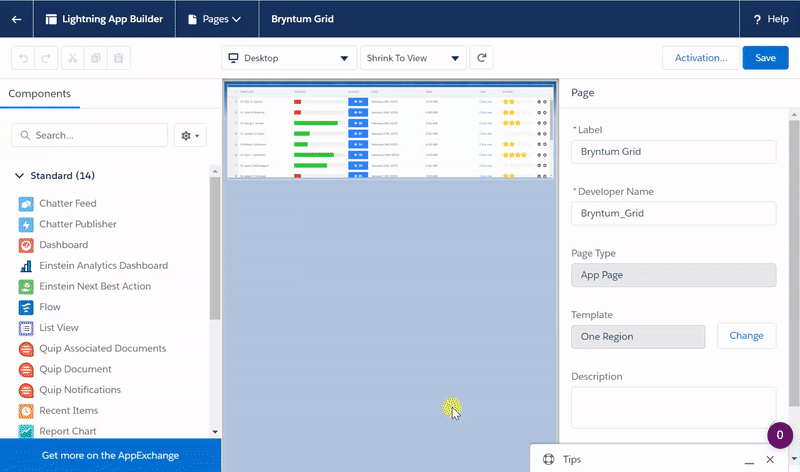 Lightning App Builder
Pages
Bryntum Grid
? Help
Desktop
Shrink To View
Activation...
Save
Components
Search...
Standard (14)
Chatter Feed
Chatter Publisher
Dashboard
Einstein Analytics Dashboard
Einstein Next Best Action
Flow
List View
Quip Associated Documents
Quip Document
Quip Notifications
Recent Items
Report Chart
Get more on the AppExchange
Page
*Label
Bryntum Grid
*Developer Name
Bryntum_Grid
Page Type
App Page
Template
One Region
Change
Description
0
Tips